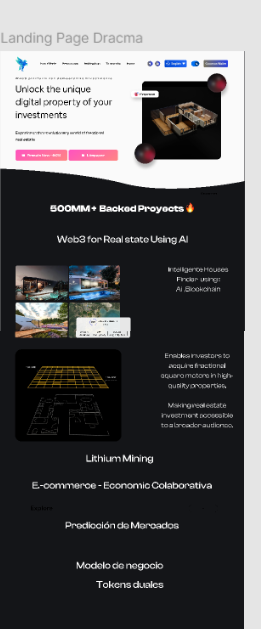 Landing Page Dracma
Unlock the unique
digital property of your
investments
500MM+ Backed Proyects 🔥
Web3 for Real state Using AI
Intelligente Houses
Finder using:
AI ,Blockchain
Enables investors to
acquire fractional
square meters in high-
quality properties,
Making real estate
investment accessible
to a broader audience.
Lithium Mining
E-commerce - Economic Colaborativa
Explore
Predicción de Mercados
Modelo de negocio
Tokens duales